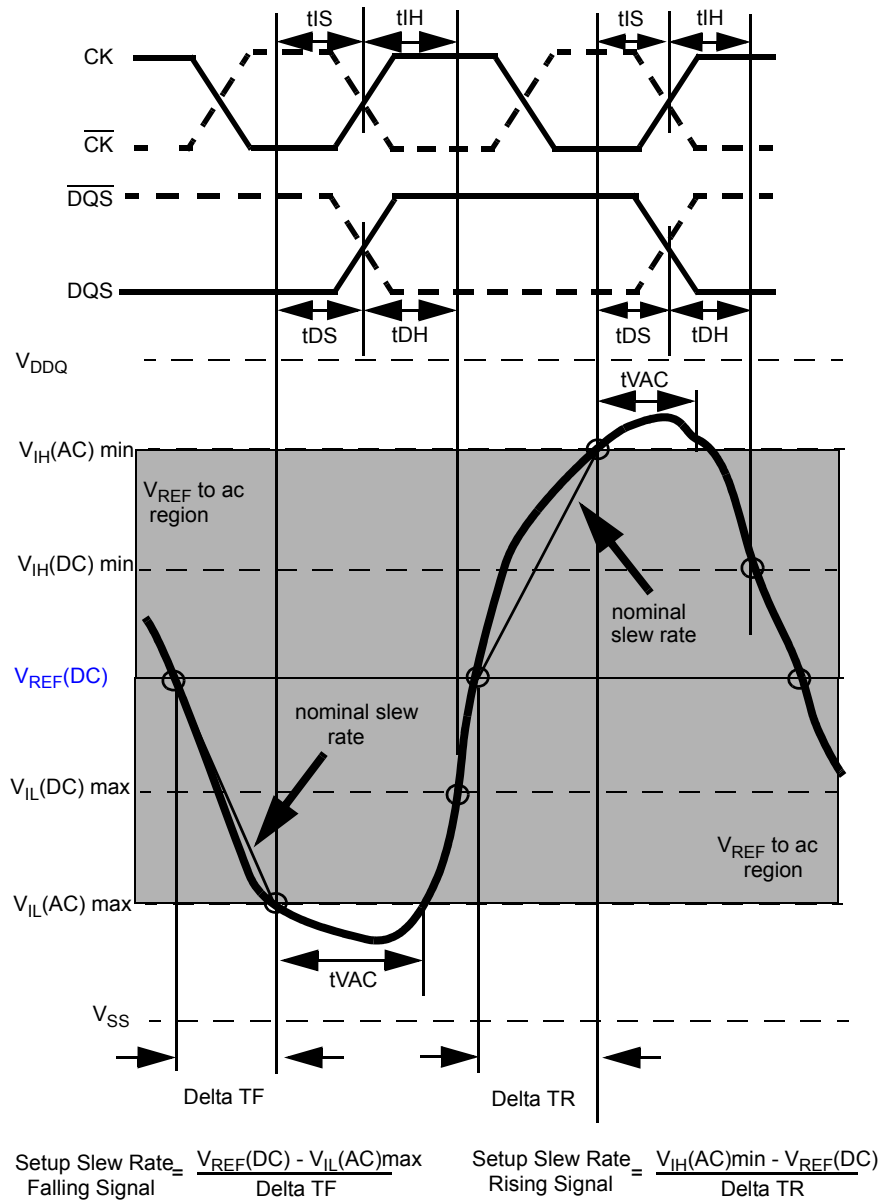 tIS tIH tIS tIH
CK
CK
DQS
DQS
tDS tDH tDS tDH
VDDQ
tVAC
VIH(AC) min
VREF to ac
region
VIH(DC) min
nominal
slew rate
VREF(DC)
nominal slew
rate
VIL(DC) max
VREF to ac
region
VIL(AC) max
tVAC
VSS
Delta TF Delta TR
Setup Slew Rate
Falling Signal
=
VREF(DC) - VIL(AC)max
Delta TF
Setup Slew Rate
Rising Signal
=
VIH(AC)min - VREF(DC)
Delta TR